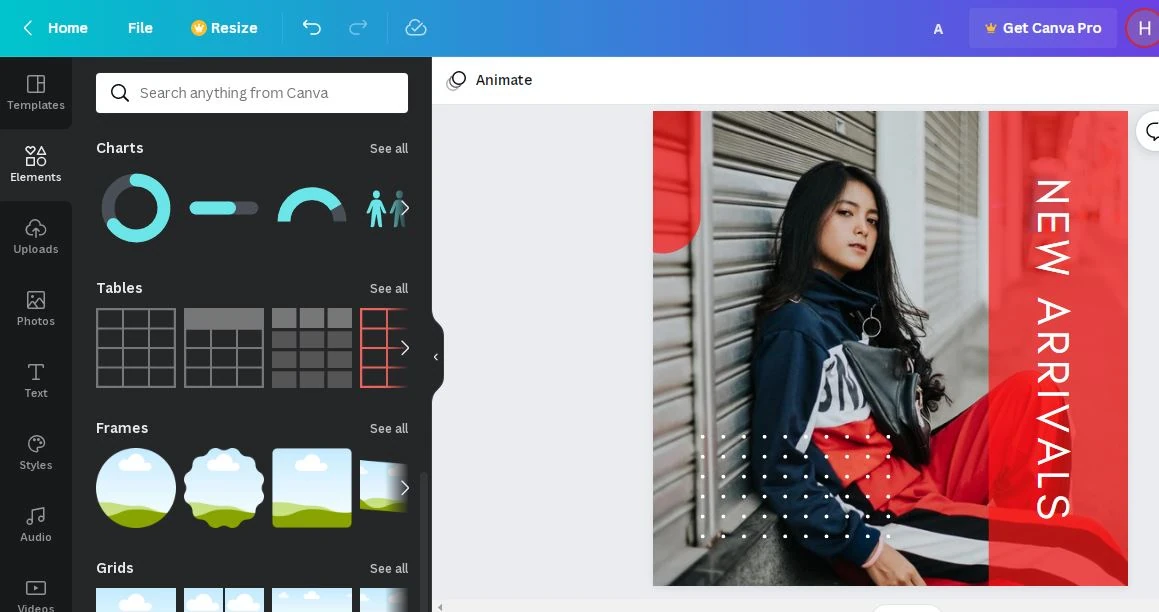 Home File Resize A Get Canva Pro H
Templates
Elements
Uploads
Photos
Text
Styles
Audio
Videos
Search anything from Canva
Charts See all
Tables See all
Frames See all
Grids See all
Animate
NEW ARRIVALS